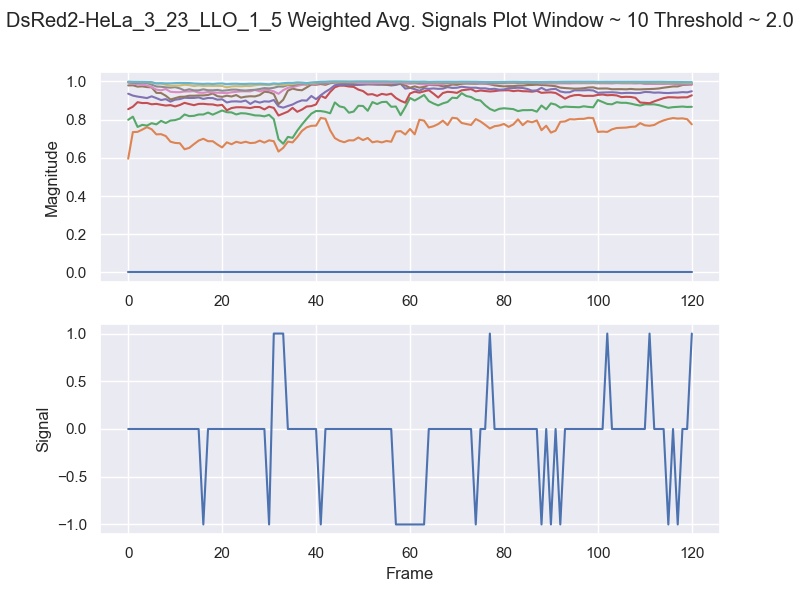 DsRed2-HeLa_3_23_LLO_1_5 Weighted Avg. Signals Plot Window ~ 10 Threshold ~ 2.0
1.0
0.8
0.6
0.4
0.2
0.0
Magnitude
0 20 40 60 80 100 120
1.0
0.5
0.0
−0.5
−1.0
Signal
0 20 40 60 80 100 120
Frame